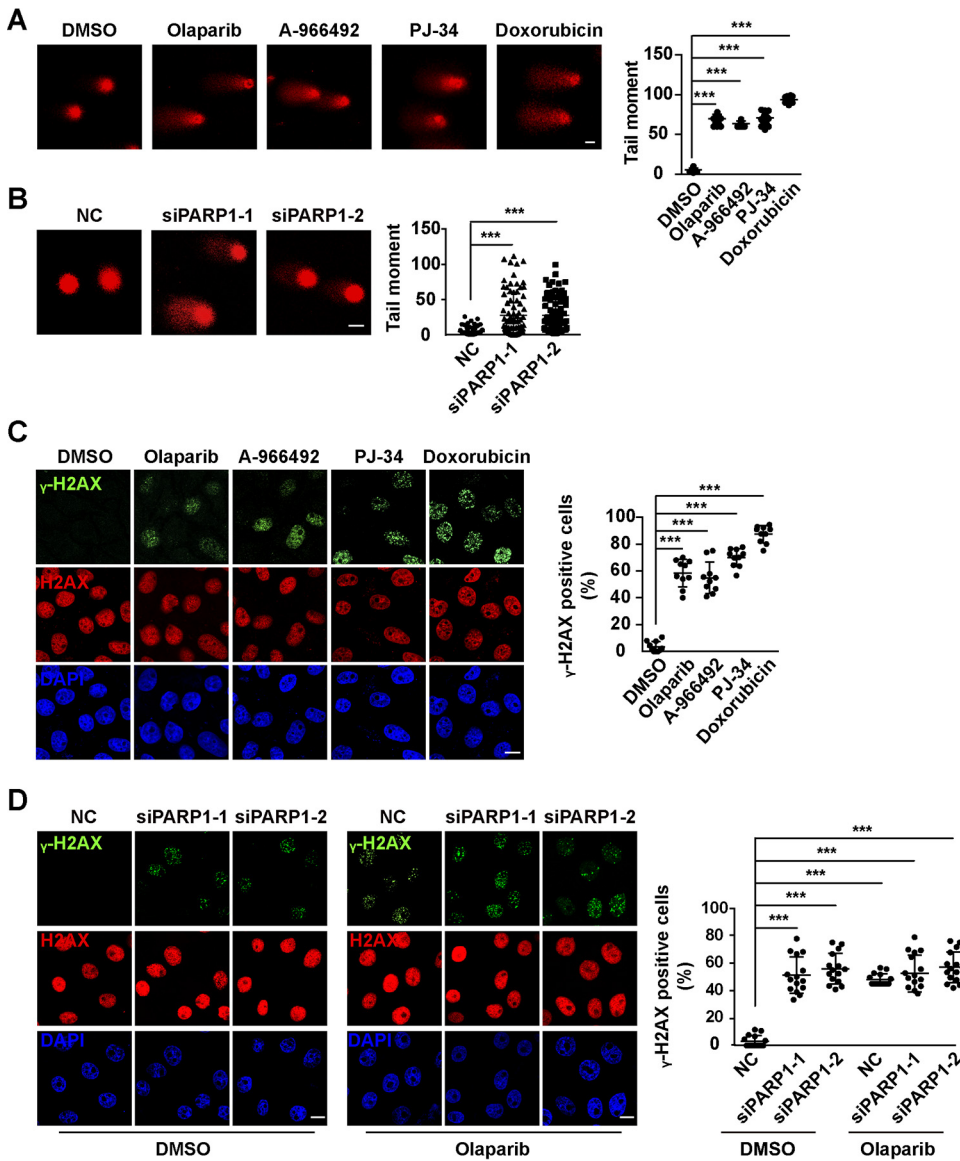 A
DMSO Olaparib A-966492 PJ-34 Doxorubicin
Tail moment
150
100
50
0
***
***
***
***
DMSO
Olaparib
A-966492
PJ-34
Doxorubicin
B
NC siPARP1-1 siPARP1-2
Tail moment
150
100
50
0
***
***
NC
siPARP1-1
siPARP1-2
C
DMSO Olaparib A-966492 PJ-34 Doxorubicin
γ-H2AX
H2AX
DAPI
γ-H2AX positive cells
(%)
100
80
60
40
20
0
***
***
***
***
DMSO
Olaparib
A-966492
PJ-34
Doxorubicin
D
NC siPARP1-1 siPARP1-2
γ-H2AX
H2AX
DAPI
DMSO
NC siPARP1-1 siPARP1-2
γ-H2AX
H2AX
DAPI
Olaparib
γ-H2AX positive cells
(%)
100
80
60
40
20
0
***
***
***
***
***
NC
siPARP1-1
siPARP1-2
NC
siPARP1-1
siPARP1-2
DMSO Olaparib